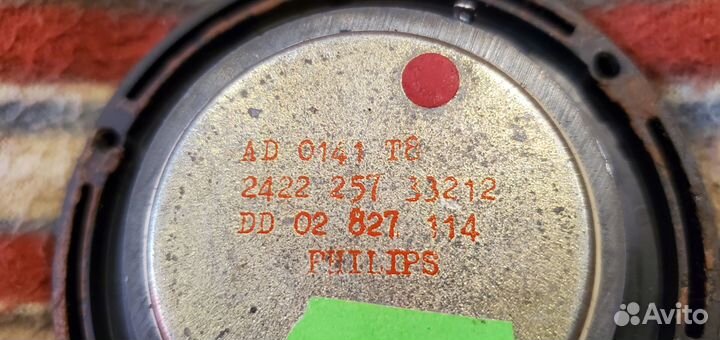 AD 0141 T8
2422 257 33212
DD 02 827 114
PHILIPS
Avito